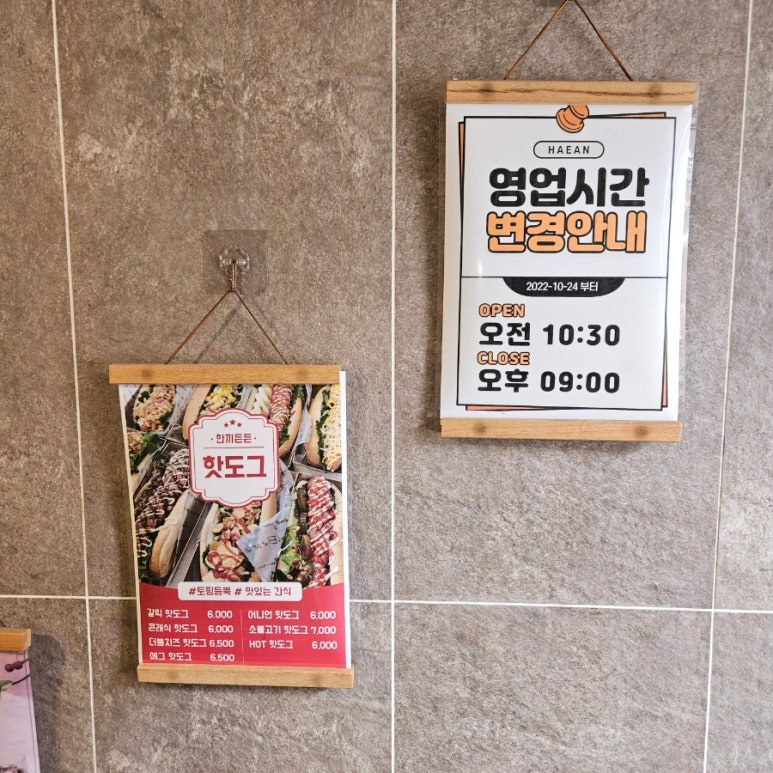 HAEAN
영업시간
변경안내
2022-10-24 부터
OPEN
오전 10:30
CLOSE
오후 09:00
한끼든든
핫도그
#토핑듬뿍 # 맛있는 간식
갈릭 핫도그 6,000
클래식 핫도그 6,000
더블치즈 핫도그 6,500
에그 핫도그 6,500
어니언 핫도그 6,000
소불고기 핫도그 7,000
HOT 핫도그 6,000